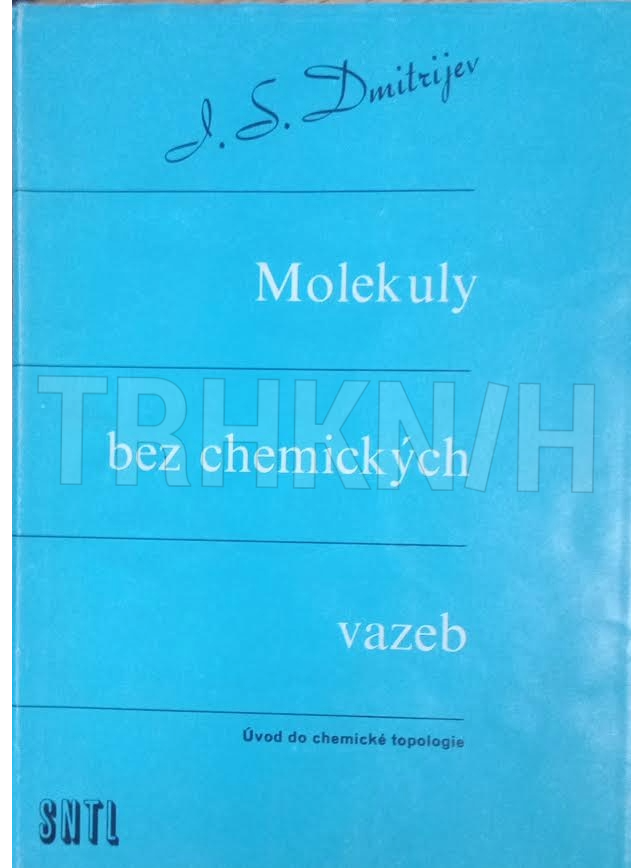 I. S. Dmitrijev
Molekuly
TRHKNIH
bez chemických
vazeb
Úvod do chemické topologie
SNTL